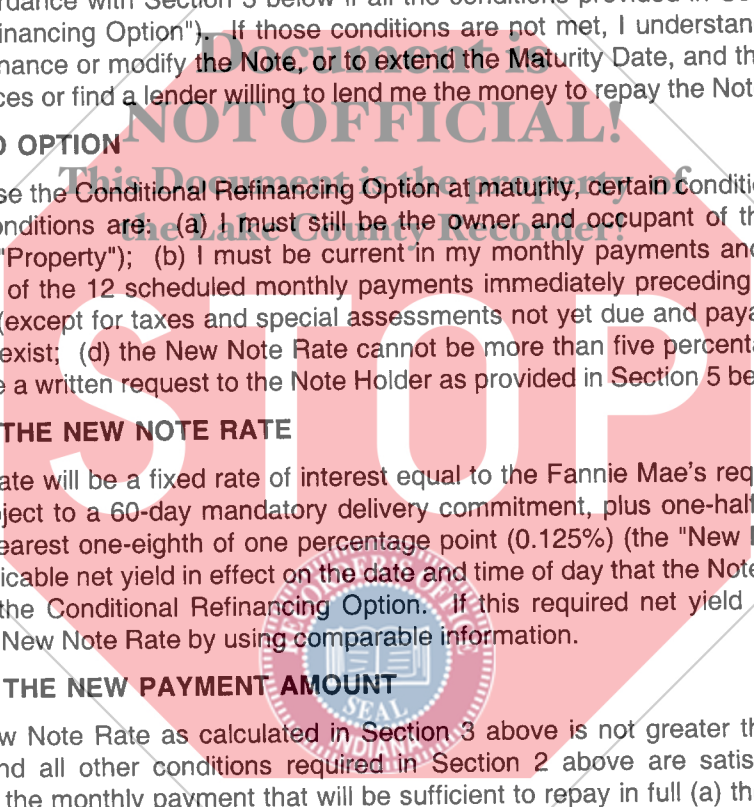 rdance with Section 5 below if all the conditions provided in Se
inancing Option"). If those conditions are not met, I understan
nance or modify the Note, or to extend the Maturity Date, and th
ces or find a lender willing to lend me the money to repay the Not
Document is
NOT OFFICIAL!
This Document is the property of
the Lake County Recorder!
O OPTION
se the Conditional Refinancing Option at maturity, certain conditi
onditions are: (a) I must still be the owner and occupant of th
"Property"); (b) I must be current in my monthly payments and
of the 12 scheduled monthly payments immediately preceding
(except for taxes and special assessments not yet due and paya
exist; (d) the New Note Rate cannot be more than five percenta
e a written request to the Note Holder as provided in Section 5 be
STOP
THE NEW NOTE RATE
ate will be a fixed rate of interest equal to the Fannie Mae's req
ject to a 60-day mandatory delivery commitment, plus one-half
earest one-eighth of one percentage point (0.125%) (the "New
icable net yield in effect on the date and time of day that the Note
the Conditional Refinancing Option. If this required net yield
New Note Rate by using comparable information.
RECORDER'S OFFICE
SEAL
INDIANA
THE NEW PAYMENT AMOUNT
w Note Rate as calculated in Section 3 above is not greater th
nd all other conditions required in Section 2 above are satis
the monthly payment that will be sufficient to repay in full (a) th